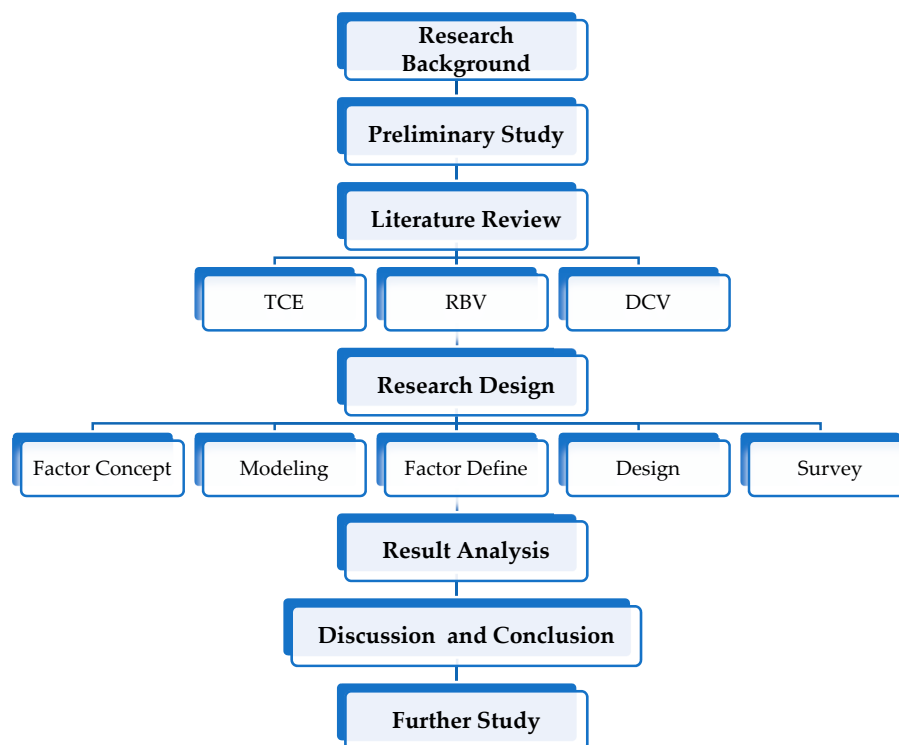 Research
Background
Preliminary Study
Literature Review
TCE
RBV
DCV
Research Design
Factor Concept
Modeling
Factor Define
Design
Survey
Result Analysis
Discussion and Conclusion
Further Study